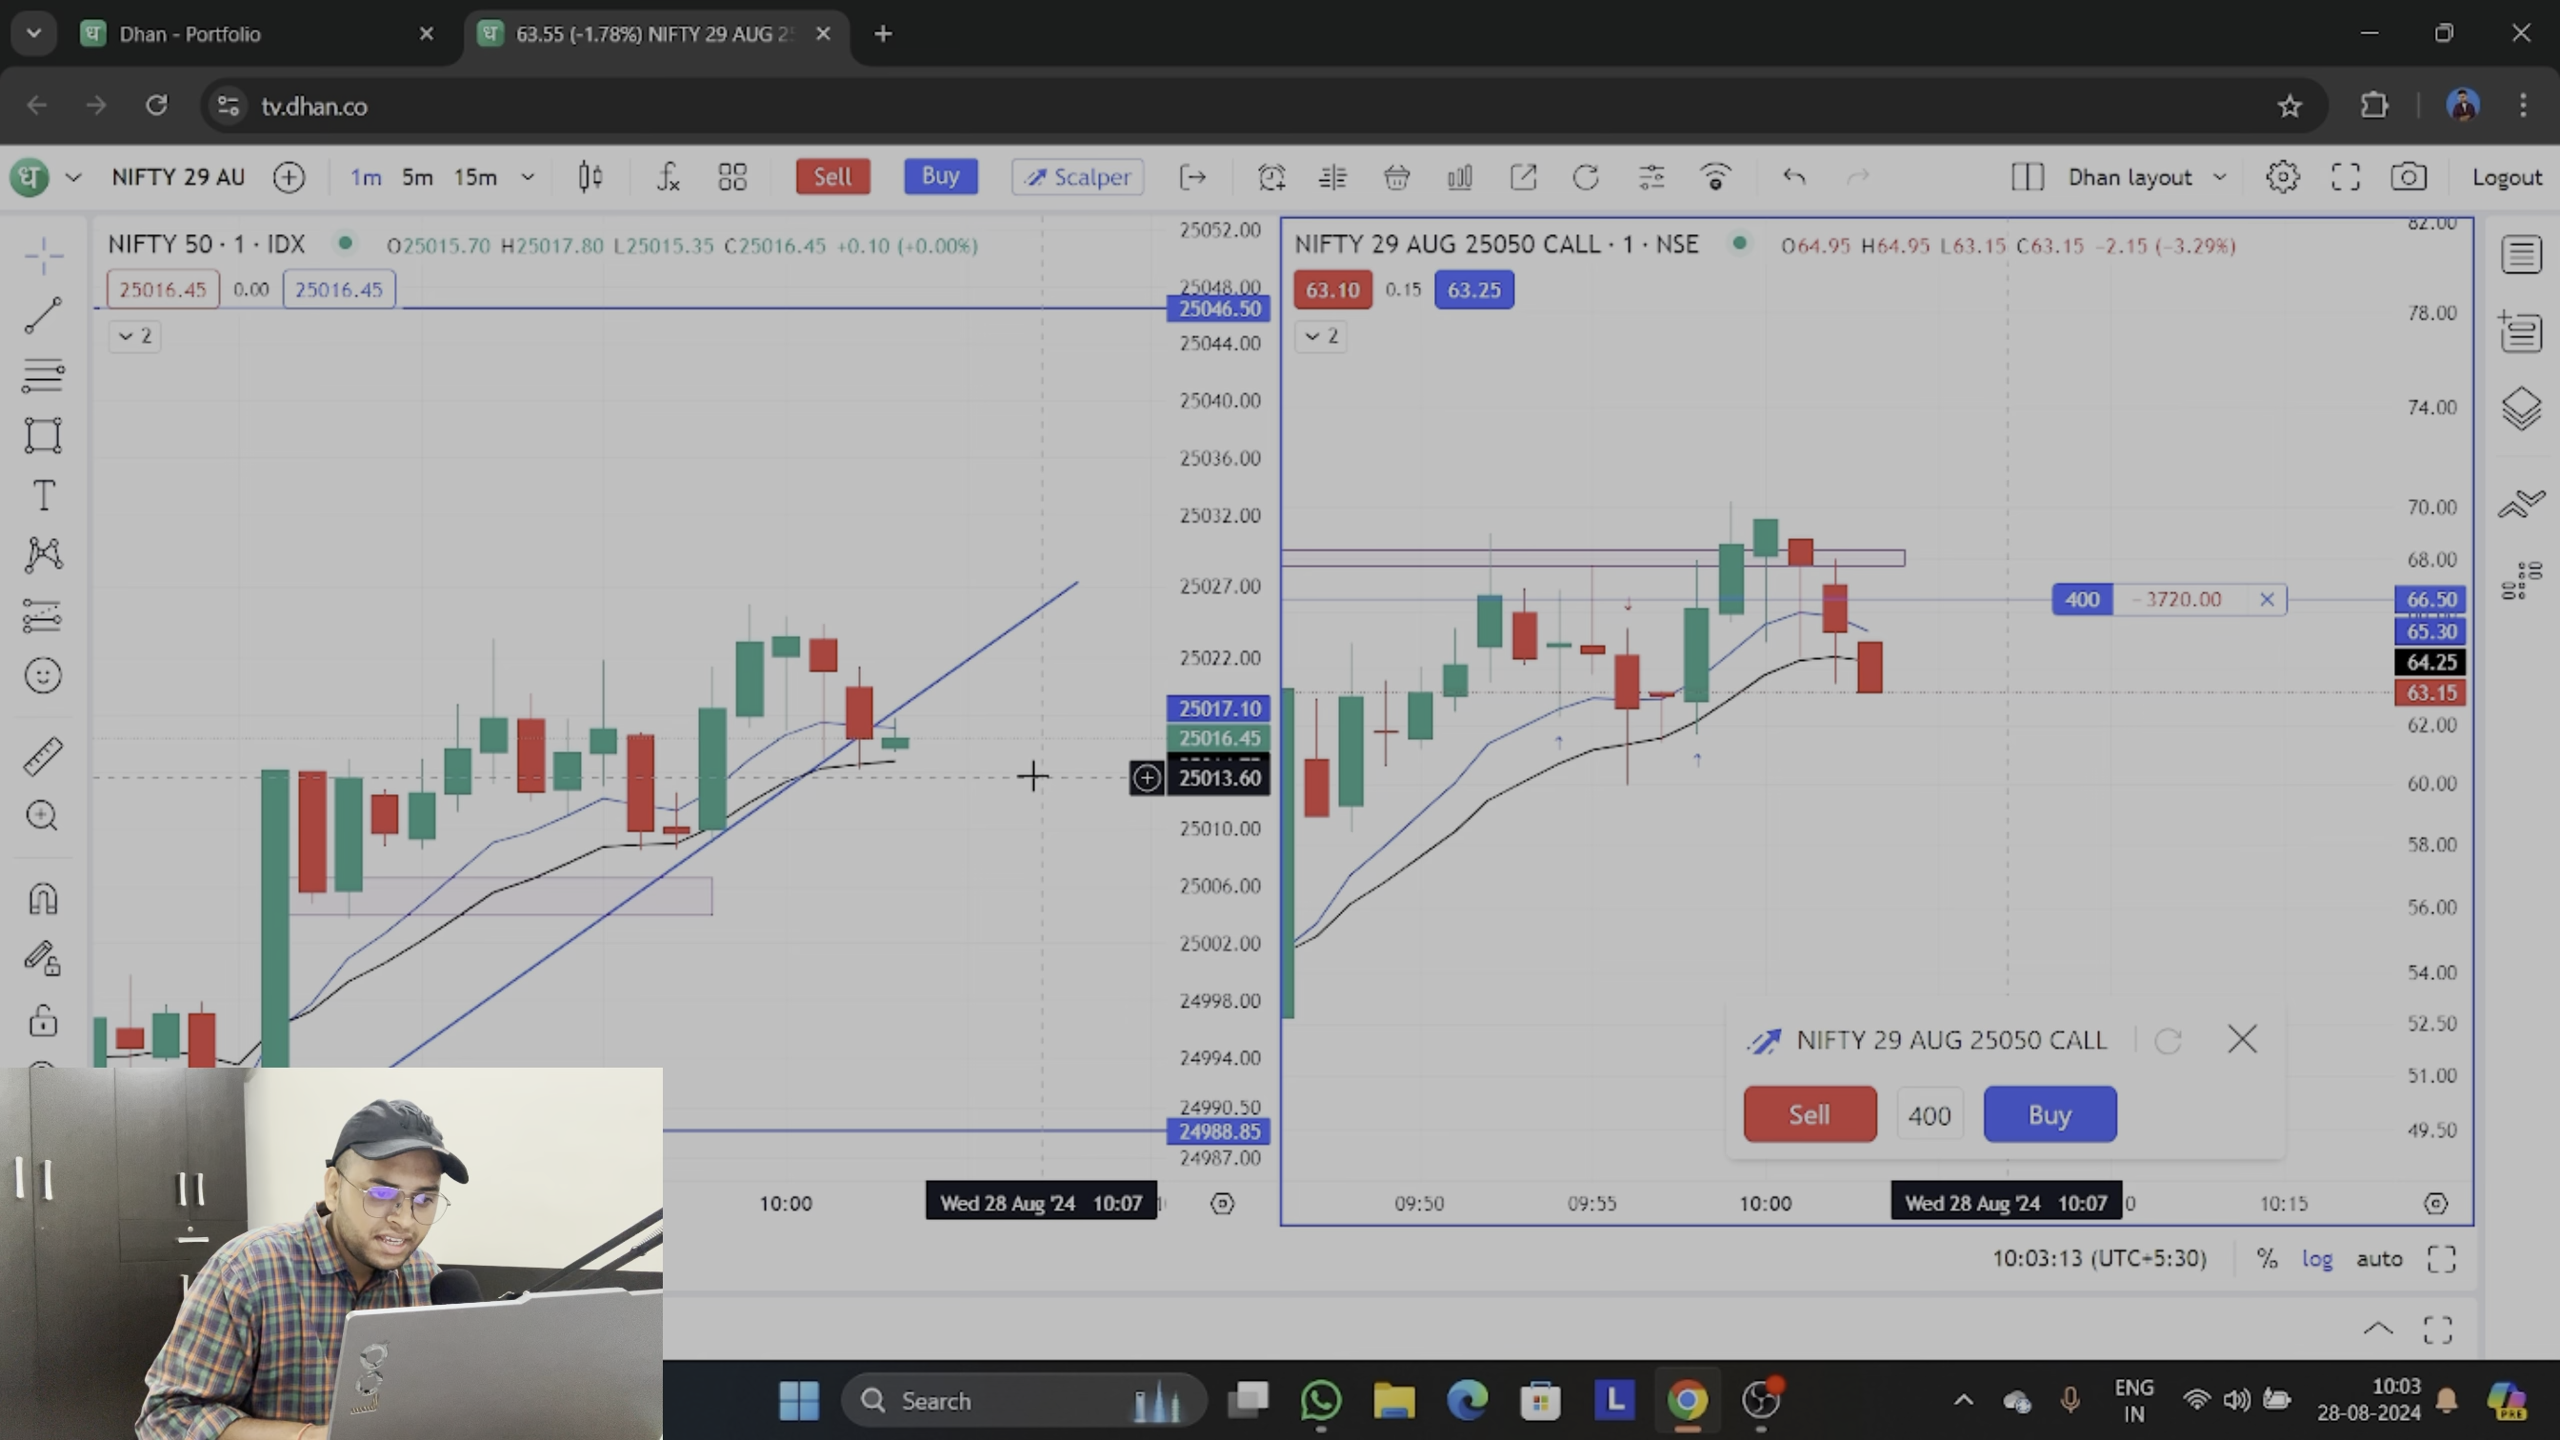 ध Dhan - Portfolio
ध 63.55 (-1.78%) NIFTY 29 AUG 2
tv.dhan.co
ध NIFTY 29 AU 1m 5m 15m Sell Buy Scalper Dhan layout Logout
NIFTY 50 · 1 · IDX O25015.70 H25017.80 L25015.35 C25016.45 +0.10 (+0.00%)
25016.45 0.00 25016.45
2
25052.00
25048.00
25046.50
25044.00
25040.00
25036.00
25032.00
25027.00
25022.00
25017.10
25016.45
25013.60
25010.00
25006.00
25002.00
24998.00
24994.00
24990.50
24988.85
24987.00
10:00 Wed 28 Aug '24 10:07
NIFTY 29 AUG 25050 CALL · 1 · NSE O64.95 H64.95 L63.15 C63.15 -2.15 (-3.29%)
63.10 0.15 63.25
2
82.00
78.00
74.00
70.00
68.00
400 -3720.00 66.50
65.30
64.25
63.15
62.00
60.00
58.00
56.00
54.00
52.50
51.00
49.50
NIFTY 29 AUG 25050 CALL
Sell 400 Buy
09:50 09:55 10:00 Wed 28 Aug '24 10:07 0 10:15
10:03:13 (UTC+5:30) % log auto
Search
L
ENG
IN
10:03
28-08-2024
PRE